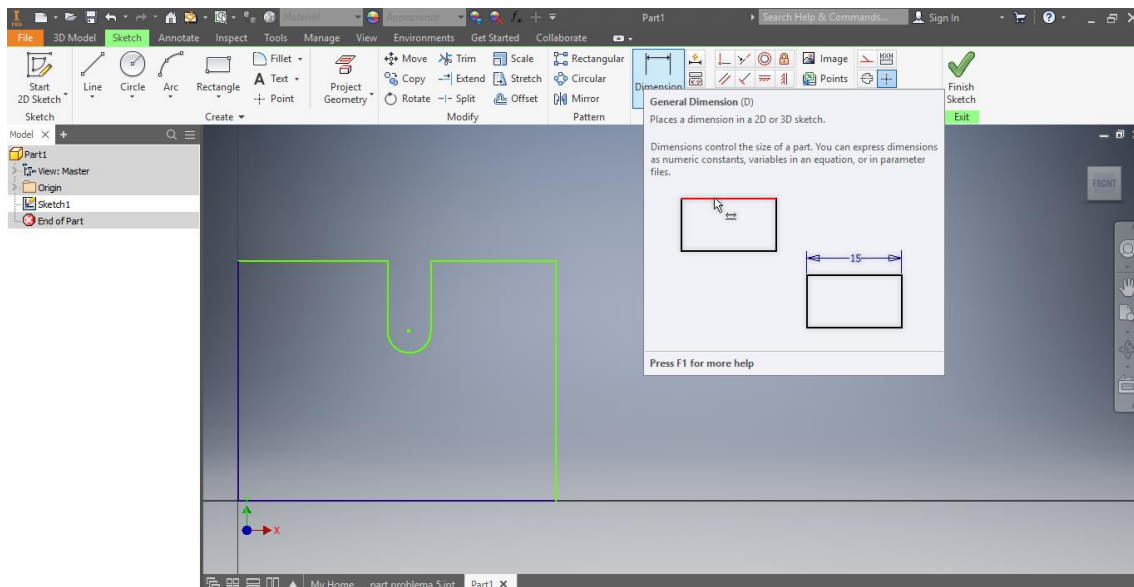 PRO
Material
Appearance
Part1
Search Help & Commands...
Sign In
File
3D Model
Sketch
Annotate
Inspect
Tools
Manage
View
Environments
Get Started
Collaborate
Start
2D Sketch
Line
Circle
Arc
Rectangle
Fillet
Text
Point
Project
Geometry
Move
Trim
Scale
Copy
Extend
Stretch
Rotate
Split
Offset
Rectangular
Circular
Mirror
Dimension
Image
Points
Finish
Sketch
Sketch
Create
Modify
Pattern
Exit
Model
Part1
View: Master
Origin
Sketch1
End of Part
General Dimension (D)
Places a dimension in a 2D or 3D sketch.
Dimensions control the size of a part. You can express dimensions
as numeric constants, variables in an equation, or in parameter
files.
15
Press F1 for more help
FRONT
X
My Home
part problema 5.ipt
Part1